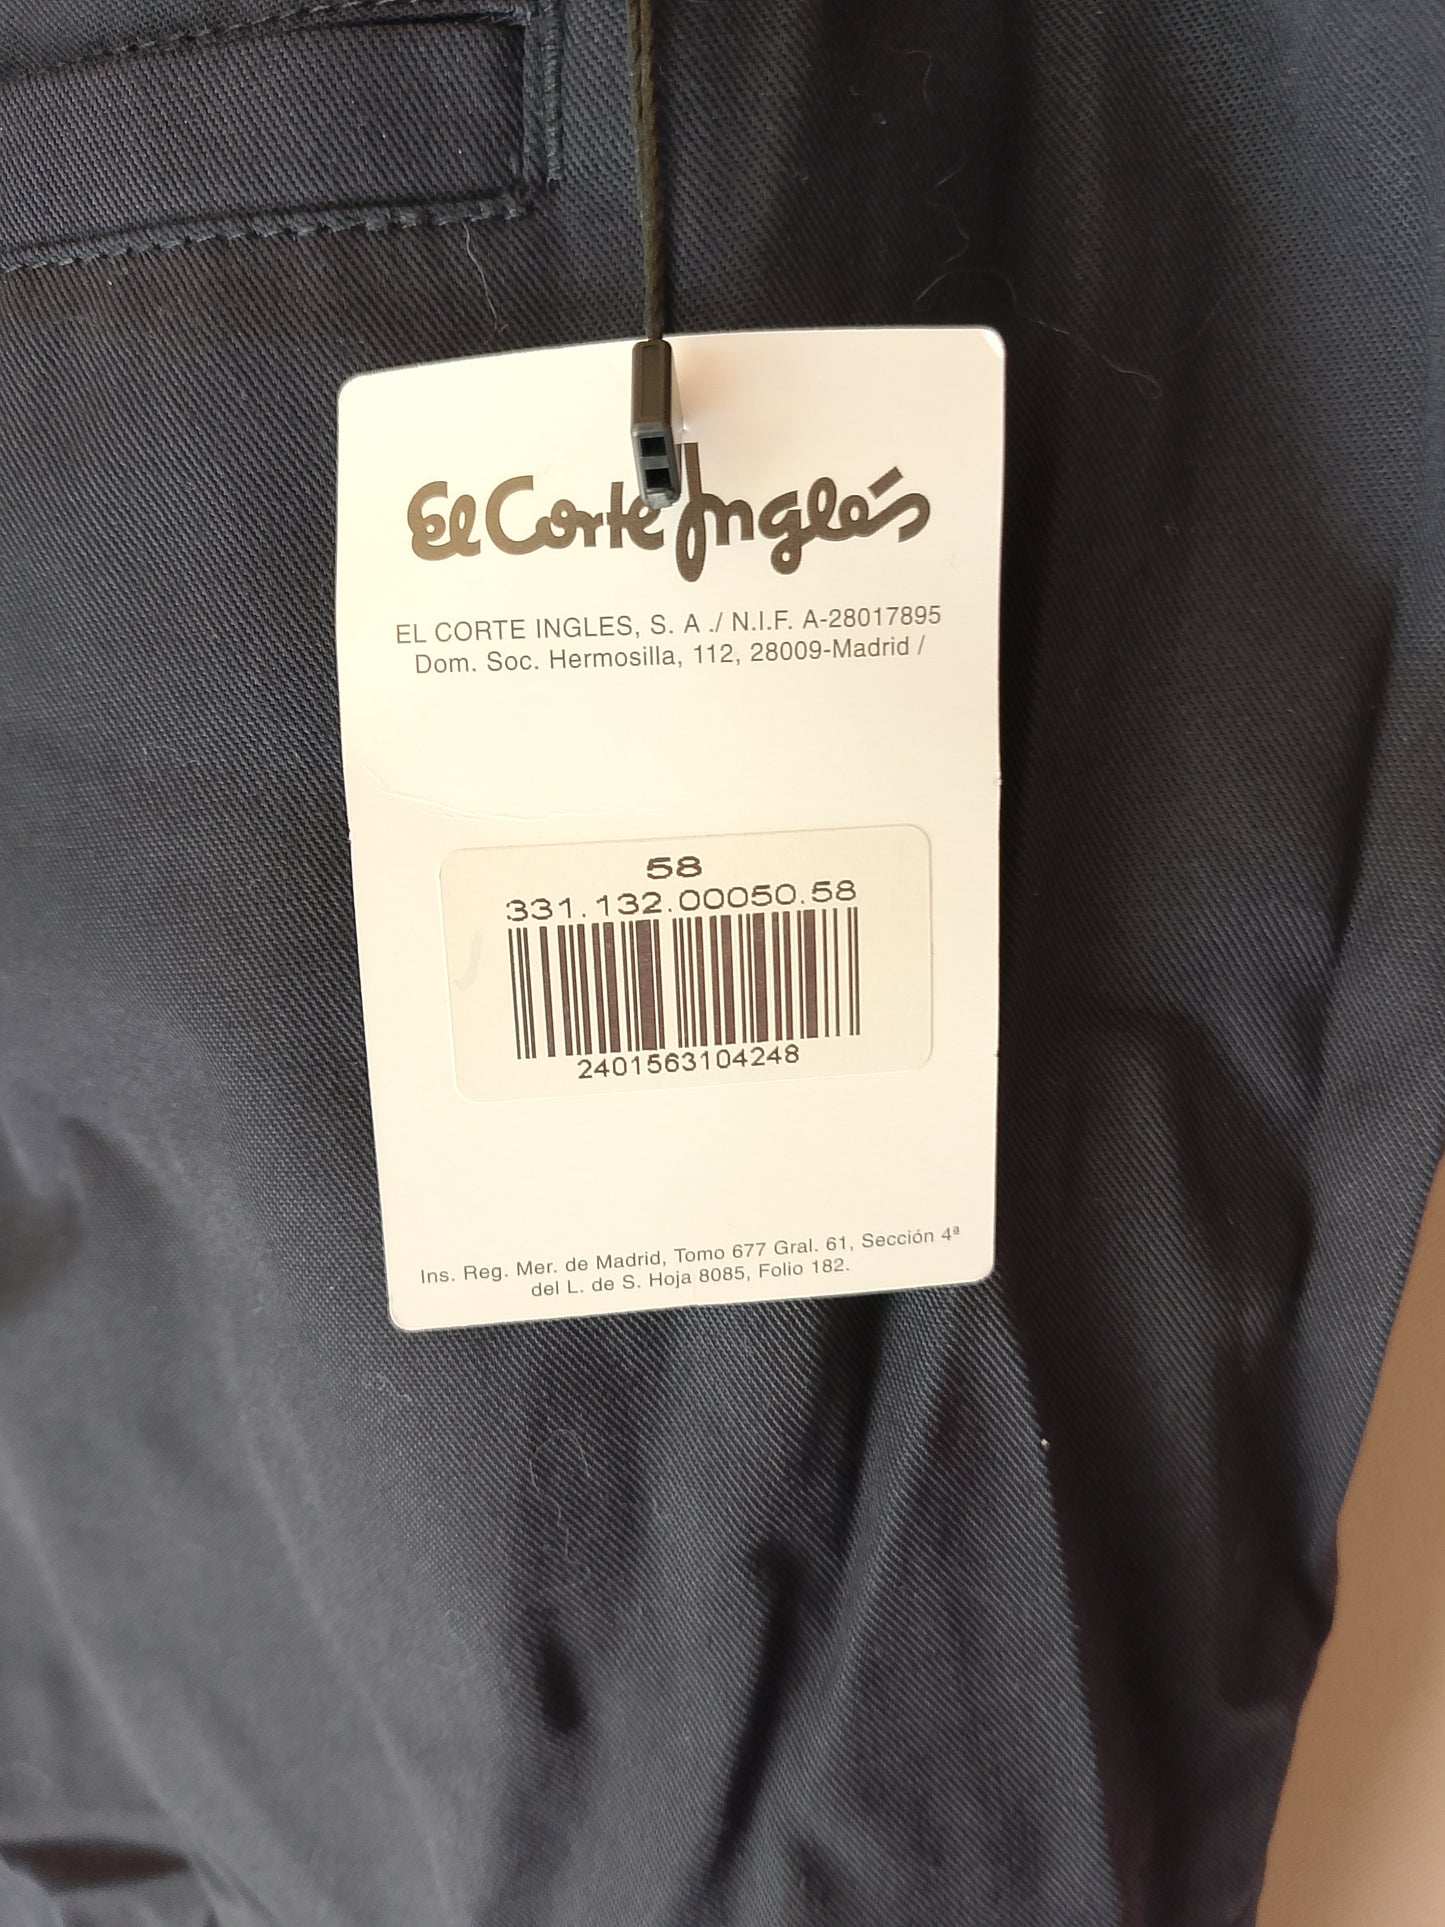 El Corte Inglés
EL CORTE INGLES, S. A ./ N.I.F. A-28017895
Dom. Soc. Hermosilla, 112, 28009-Madrid /
58
331.132.00050.58
2401563104248
Ins. Reg. Mer. de Madrid, Tomo 677 Gral. 61, Sección 4ª
del L. de S. Hoja 8085, Folio 182.